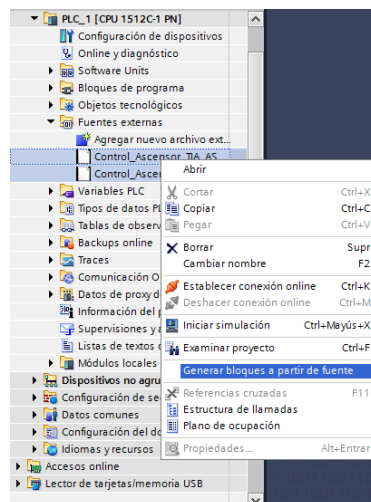 PLC_1 [CPU 1512C-1 PN]
Configuración de dispositivos
Online y diagnóstico
Software Units
Bloques de programa
Objetos tecnológicos
Fuentes externas
Agregar nuevo archivo ext...
Control_Ascensor_TIA_AS...
Control_Ascen
Variables PLC
Tipos de datos PL
Tablas de observ
Backups online
Traces
Comunicación O
Datos de proxy d
Información del p
Supervisiones y a
Listas de textos d
Módulos locales
Dispositivos no agru
Configuración de se
Datos comunes
Configuración del do
Idiomas y recursos
Accesos online
Lector de tarjetas/memoria USB
Abrir
Cortar Ctrl+X
Copiar Ctrl+C
Pegar Ctrl+V
Borrar Supr
Cambiar nombre F2
Establecer conexión online Ctrl+K
Deshacer conexión online Ctrl+M
Iniciar simulación Ctrl+Mayús+X
Examinar proyecto Ctrl+F
Generar bloques a partir de fuente
Referencias cruzadas F11
Estructura de llamadas
Plano de ocupación
Propiedades... Alt+Entrar